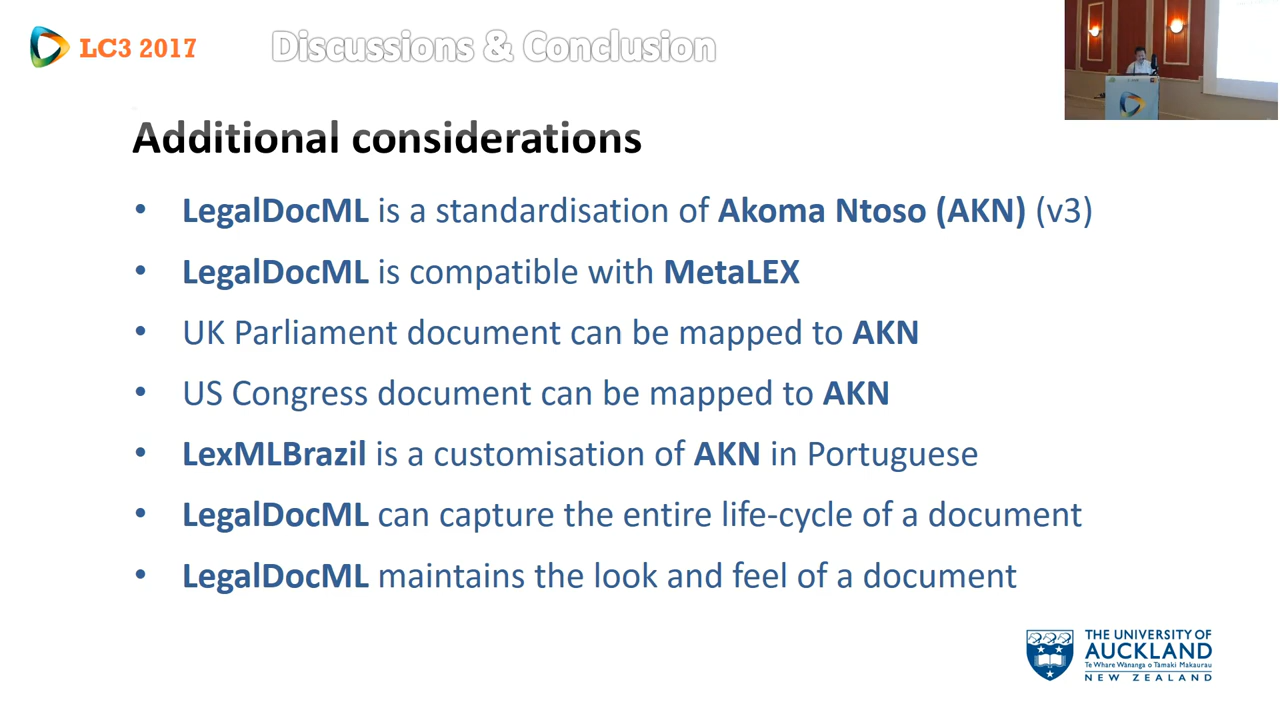 LC3 2017
Discussions & Conclusion
Additional considerations
• LegalDocML is a standardisation of Akoma Ntoso (AKN) (v3)
• LegalDocML is compatible with MetaLEX
• UK Parliament document can be mapped to AKN
• US Congress document can be mapped to AKN
• LexMLBrazil is a customisation of AKN in Portuguese
• LegalDocML can capture the entire life-cycle of a document
• LegalDocML maintains the look and feel of a document
THE UNIVERSITY OF
AUCKLAND
Te Whare Wānanga o Tāmaki Makaurau
NEW ZEALAND